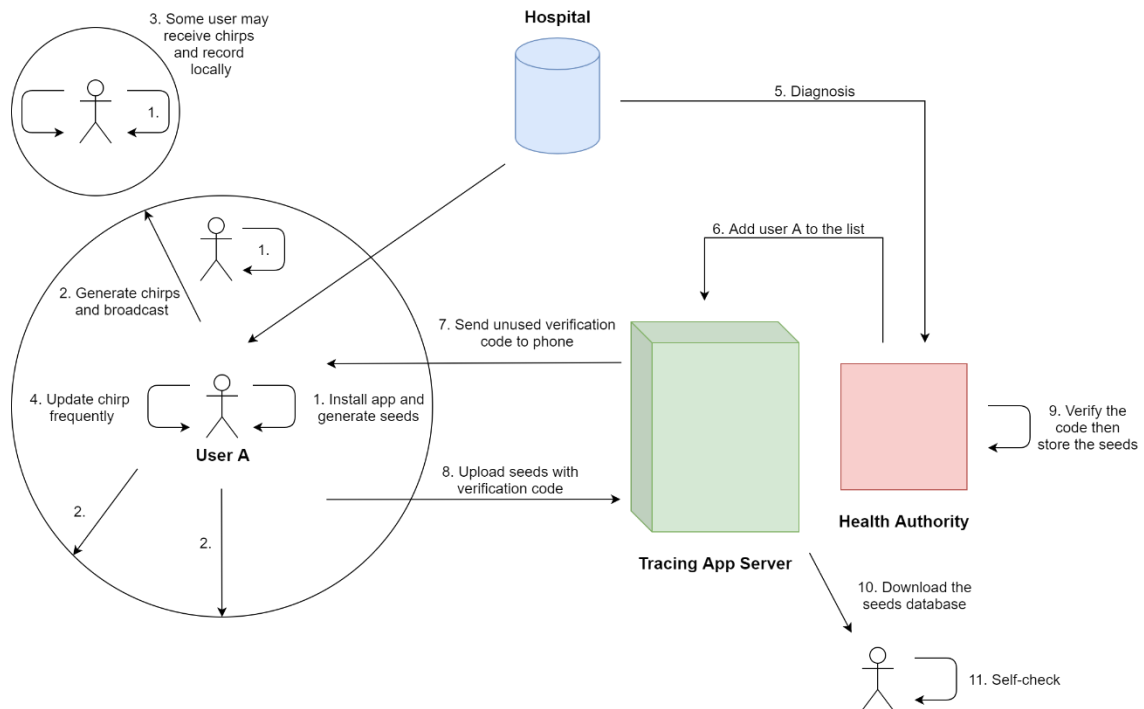 Hospital
3. Some user may
receive chirps
and record
locally
1.
5. Diagnosis
1.
6. Add user A to the list
2. Generate chirps
and broadcast
7. Send unused verification
code to phone
4. Update chirp
frequently
1. Install app and
generate seeds
User A
9. Verify the
code then
store the seeds
8. Upload seeds with
verification code
2.
2.
Health Authority
Tracing App Server
10. Download the
seeds database
11. Self-check